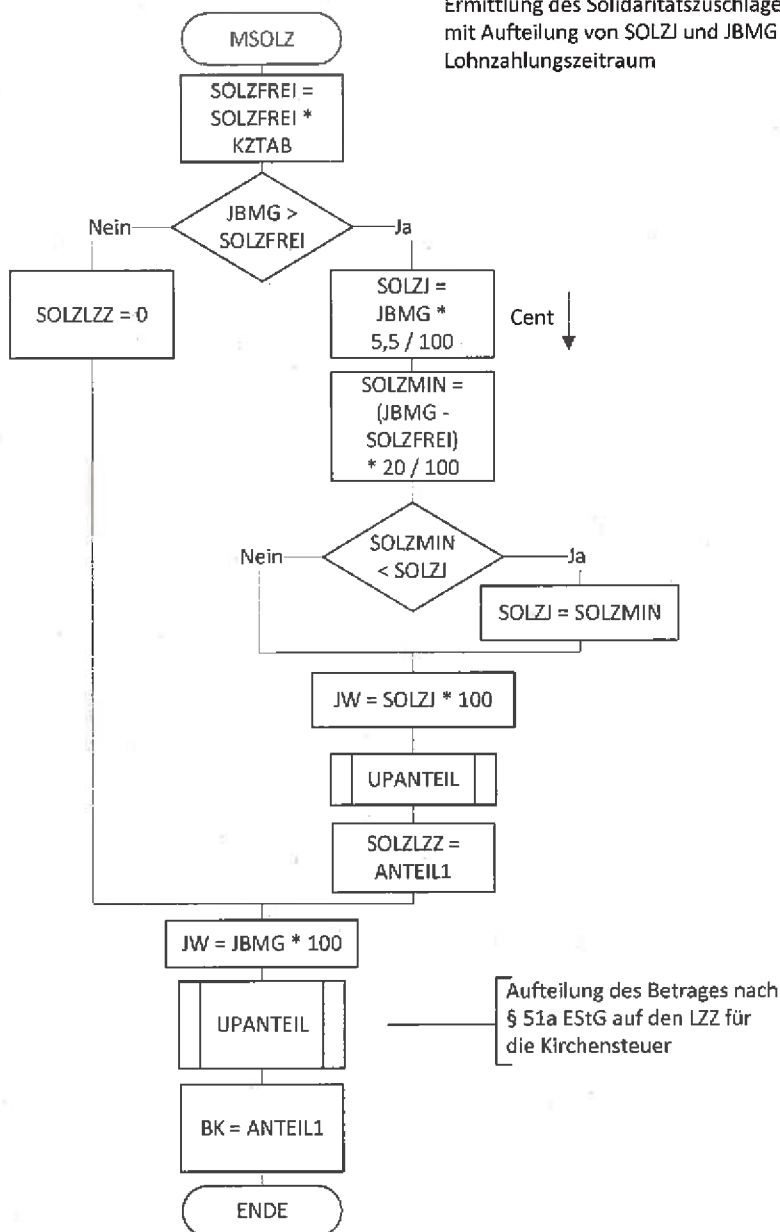 Ermittlung des Solidaritätszuschlage
mit Aufteilung von SOLZJ und JBMG
Lohnzahlungszeitraum
MSOLZ
SOLZFREI =
SOLZFREI *
KZTAB
JBMG >
SOLZFREI
Nein
Ja
SOLZLZZ = 0
SOLZJ =
JBMG *
5,5 / 100
Cent
SOLZMIN =
(JBMG -
SOLZFREI)
* 20 / 100
SOLZMIN
< SOLZJ
Nein
Ja
SOLZJ = SOLZMIN
JW = SOLZJ * 100
UPANTEIL
SOLZLZZ =
ANTEIL1
JW = JBMG * 100
UPANTEIL
Aufteilung des Betrages nach
§ 51a EStG auf den LZZ für
die Kirchensteuer
BK = ANTEIL1
ENDE